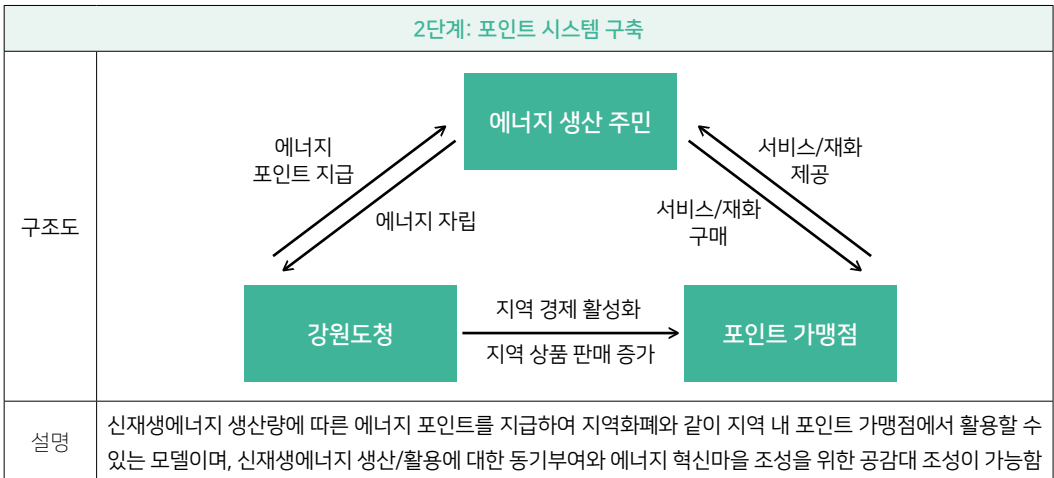 2단계: 포인트 시스템 구축
구조도
에너지 생산 주민
에너지
포인트 지급
에너지 자립
서비스/재화
제공
서비스/재화
구매
강원도청
지역 경제 활성화
지역 상품 판매 증가
포인트 가맹점
설명
신재생에너지 생산량에 따른 에너지 포인트를 지급하여 지역화폐와 같이 지역 내 포인트 가맹점에서 활용할 수
있는 모델이며, 신재생에너지 생산/활용에 대한 동기부여와 에너지 혁신마을 조성을 위한 공감대 조성이 가능함